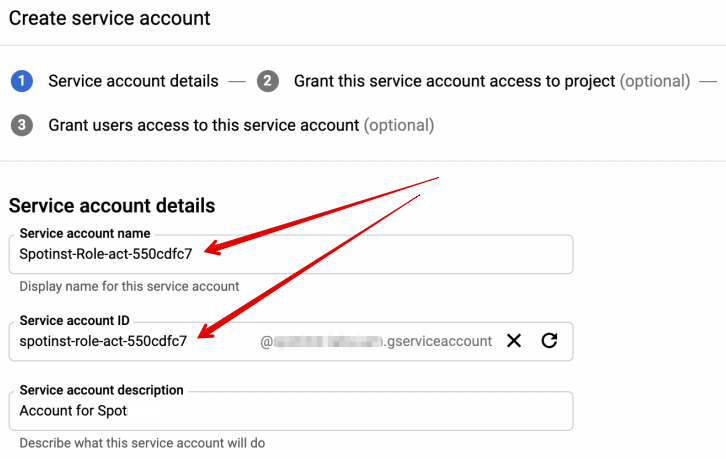 Create service account
1 Service account details — 2 Grant this service account access to project (optional) —
3 Grant users access to this service account (optional)
Service account details
Service account name
Spotinst-Role-act-550cdfc7
Display name for this service account
Service account ID
spotinst-role-act-550cdfc7 @ .gserviceaccount
Service account description
Account for Spot
Describe what this service account will do